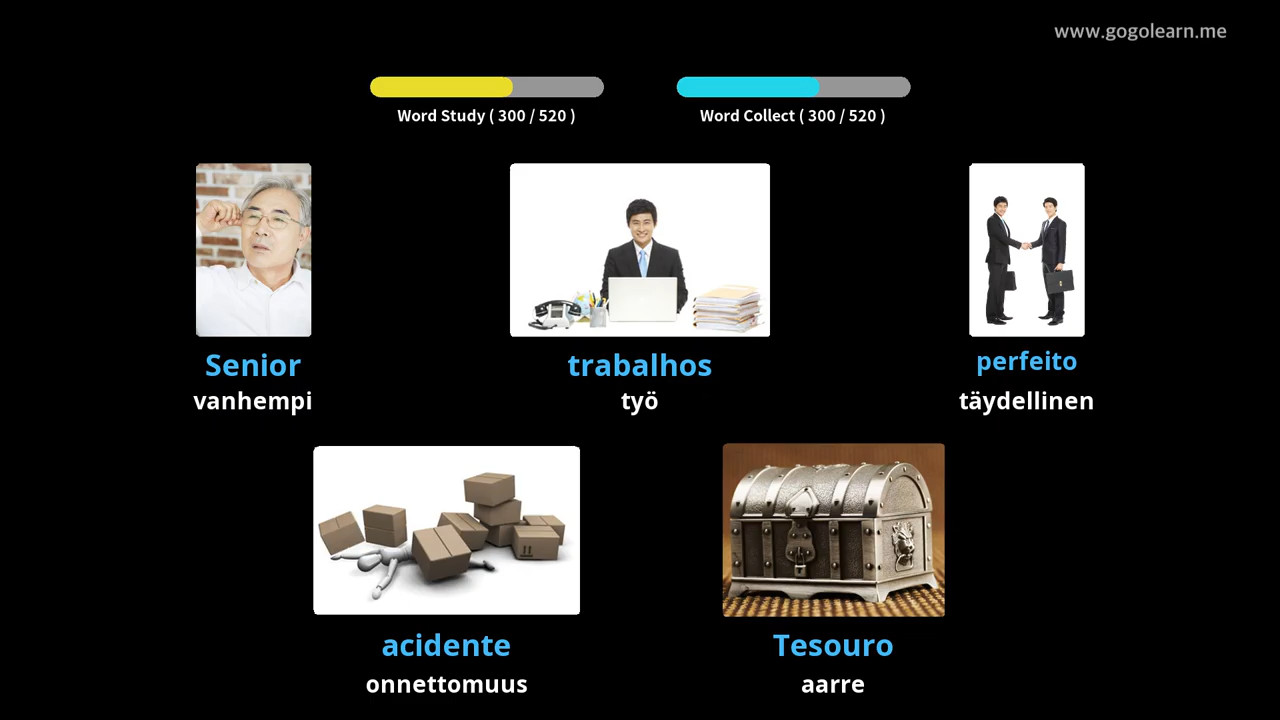 www.gogolearn.me
Word Study ( 300 / 520 )
Word Collect ( 300 / 520 )
Senior
vanhempi
trabalhos
työ
perfeito
täydellinen
acidente
onnettomuus
Tesouro
aarre